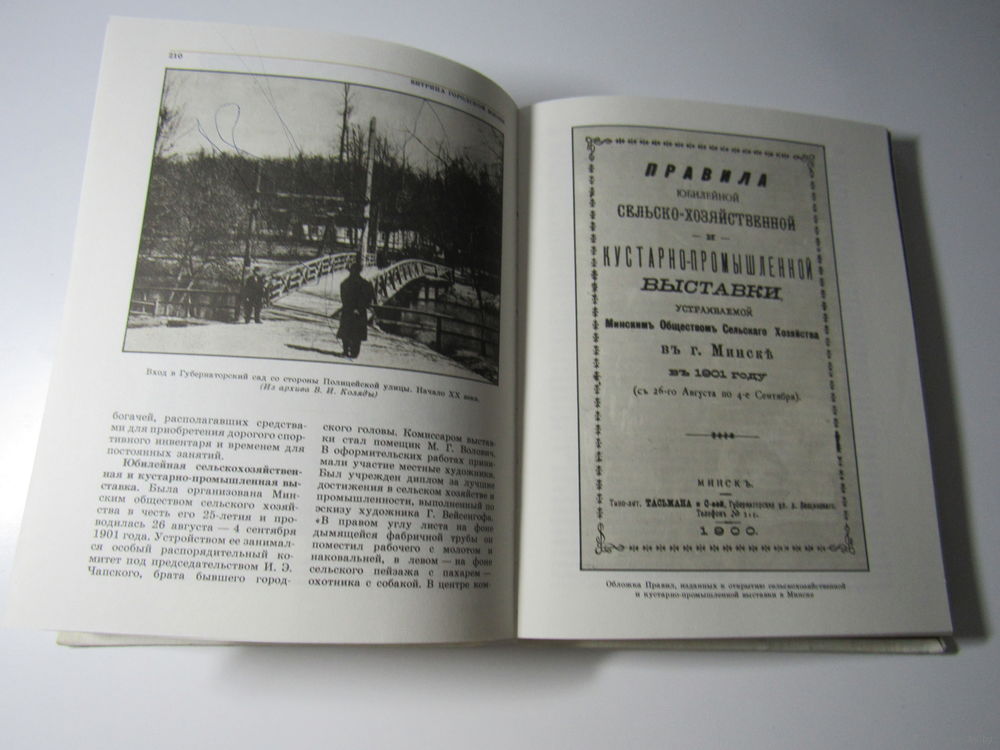 210
ВИТРИНА ГОРОДСКОЙ
Вход в Губернаторский сад со стороны Полицейской улицы. Начало XX века.
(Из архива В. И. Коляды)
богачей, располагавших средства-
ми для приобретения дорогого спор-
тивного инвентаря и временем для
постоянных занятий.
Юбилейная сельскохозяйствен-
ная и кустарно-промышленная вы-
ставка. Была организована Мин-
ским обществом сельского хозяй-
ства в честь его 25-летия и про-
водилась 26 августа — 4 сентября
1901 года. Устройством ее занимал-
ся особый распорядительный ко-
митет под председательством И. Э.
Чапского, брата бывшего город-
ского головы. Комиссаром выстав-
ки стал помещик М. Г. Волович.
В оформительских работах прини-
мали участие местные художники.
Был учрежден диплом за лучшие
достижения в сельском хозяйстве и
промышленности, выполненный по
эскизу художника Г. Вейсенгофа.
«В правом углу листа на фоне
дымящейся фабричной трубы он
поместил рабочего с молотом и
наковальней, в левом — на фоне
сельского пейзажа с пахарем —
охотника с собакой. В центре ком-
ПРАВИЛА
ЮБИЛЕЙНОЙ
СЕЛЬСКО-ХОЗЯЙСТВЕННОЙ
— И —
КУСТАРНО-ПРОМЫШЛЕННОЙ
ВЫСТАВКИ,
УСТРАИВАЕМОЙ
Минскимъ Обществомъ Сельскаго Хозяйства
въ г. Минскѣ
въ 1901 году
(съ 26-го Августа по 4-е Сентября).
МИНСКЪ.
Типо-лит. ТАСЬМАНА и С-вей, Губернаторская ул. д.
Телефон №
1900.
Обложка Правил, изданных к открытию сельскохозяйственной
и кустарно-промышленной выставки в Минске